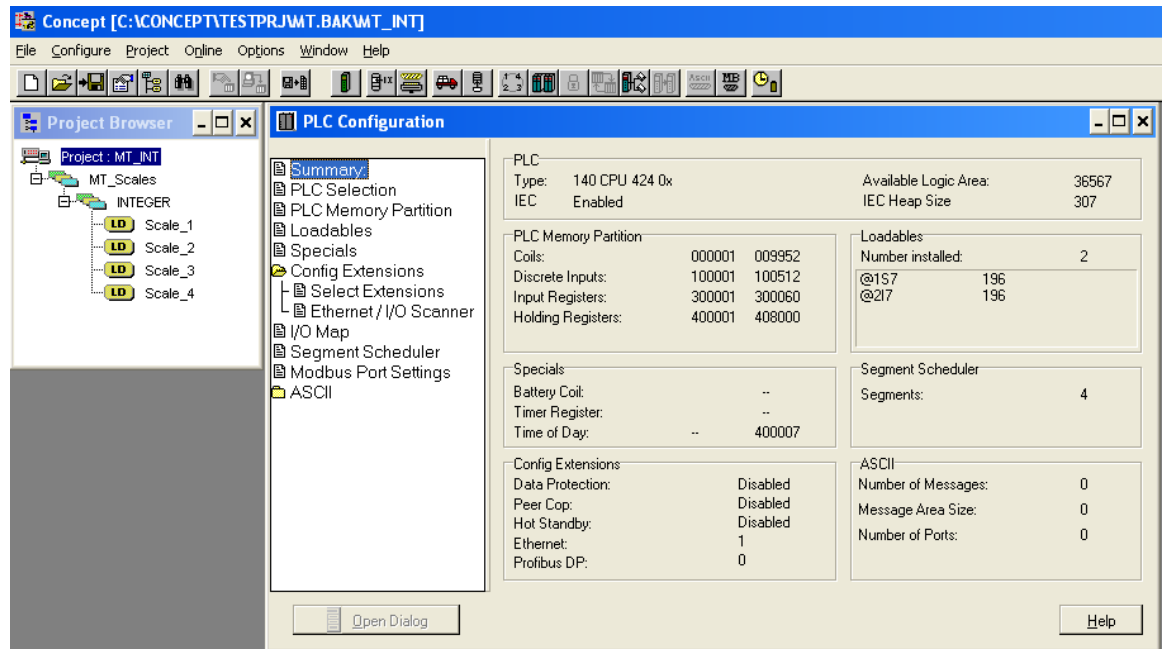 Concept [C:\CONCEPT\TESTPRJ\MT.BAK\MT_INT]
File Configure Project Online Options Window Help
Project Browser
Project : MT_INT
MT_Scales
INTEGER
LD Scale_1
LD Scale_2
LD Scale_3
LD Scale_4
PLC Configuration
Summary:
PLC Selection
PLC Memory Partition
Loadables
Specials
Config Extensions
Select Extensions
Ethernet / I/O Scanner
I/O Map
Segment Scheduler
Modbus Port Settings
ASCII
PLC
Type: 140 CPU 424 0x Available Logic Area: 36567
IEC Enabled IEC Heap Size 307
PLC Memory Partition
Coils: 000001 009952
Discrete Inputs: 100001 100512
Input Registers: 300001 300060
Holding Registers: 400001 408000
Loadables
Number installed: 2
@1S7 196
@2I7 196
Specials
Battery Coil: --
Timer Register: --
Time of Day: -- 400007
Segment Scheduler
Segments: 4
Config Extensions
Data Protection: Disabled
Peer Cop: Disabled
Hot Standby: Disabled
Ethernet: 1
Profibus DP: 0
ASCII
Number of Messages: 0
Message Area Size: 0
Number of Ports: 0
Open Dialog
Help